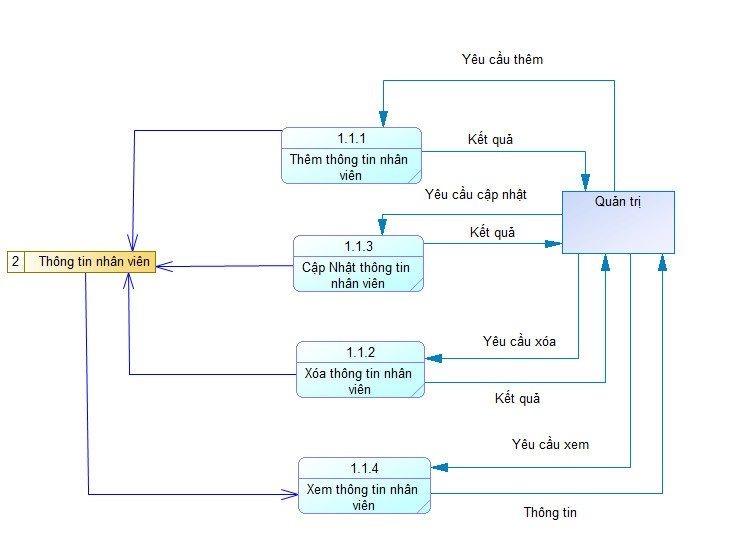 Yêu cầu thêm
1.1.1
Thêm thông tin nhân
viên
Kết quả
Yêu cầu cập nhật
Quản trị
1.1.3
Cập Nhật thông tin
nhân viên
Kết quả
2 Thông tin nhân viên
Yêu cầu xóa
1.1.2
Xóa thông tin nhân
viên
Kết quả
Yêu cầu xem
1.1.4
Xem thông tin nhân
viên
Thông tin